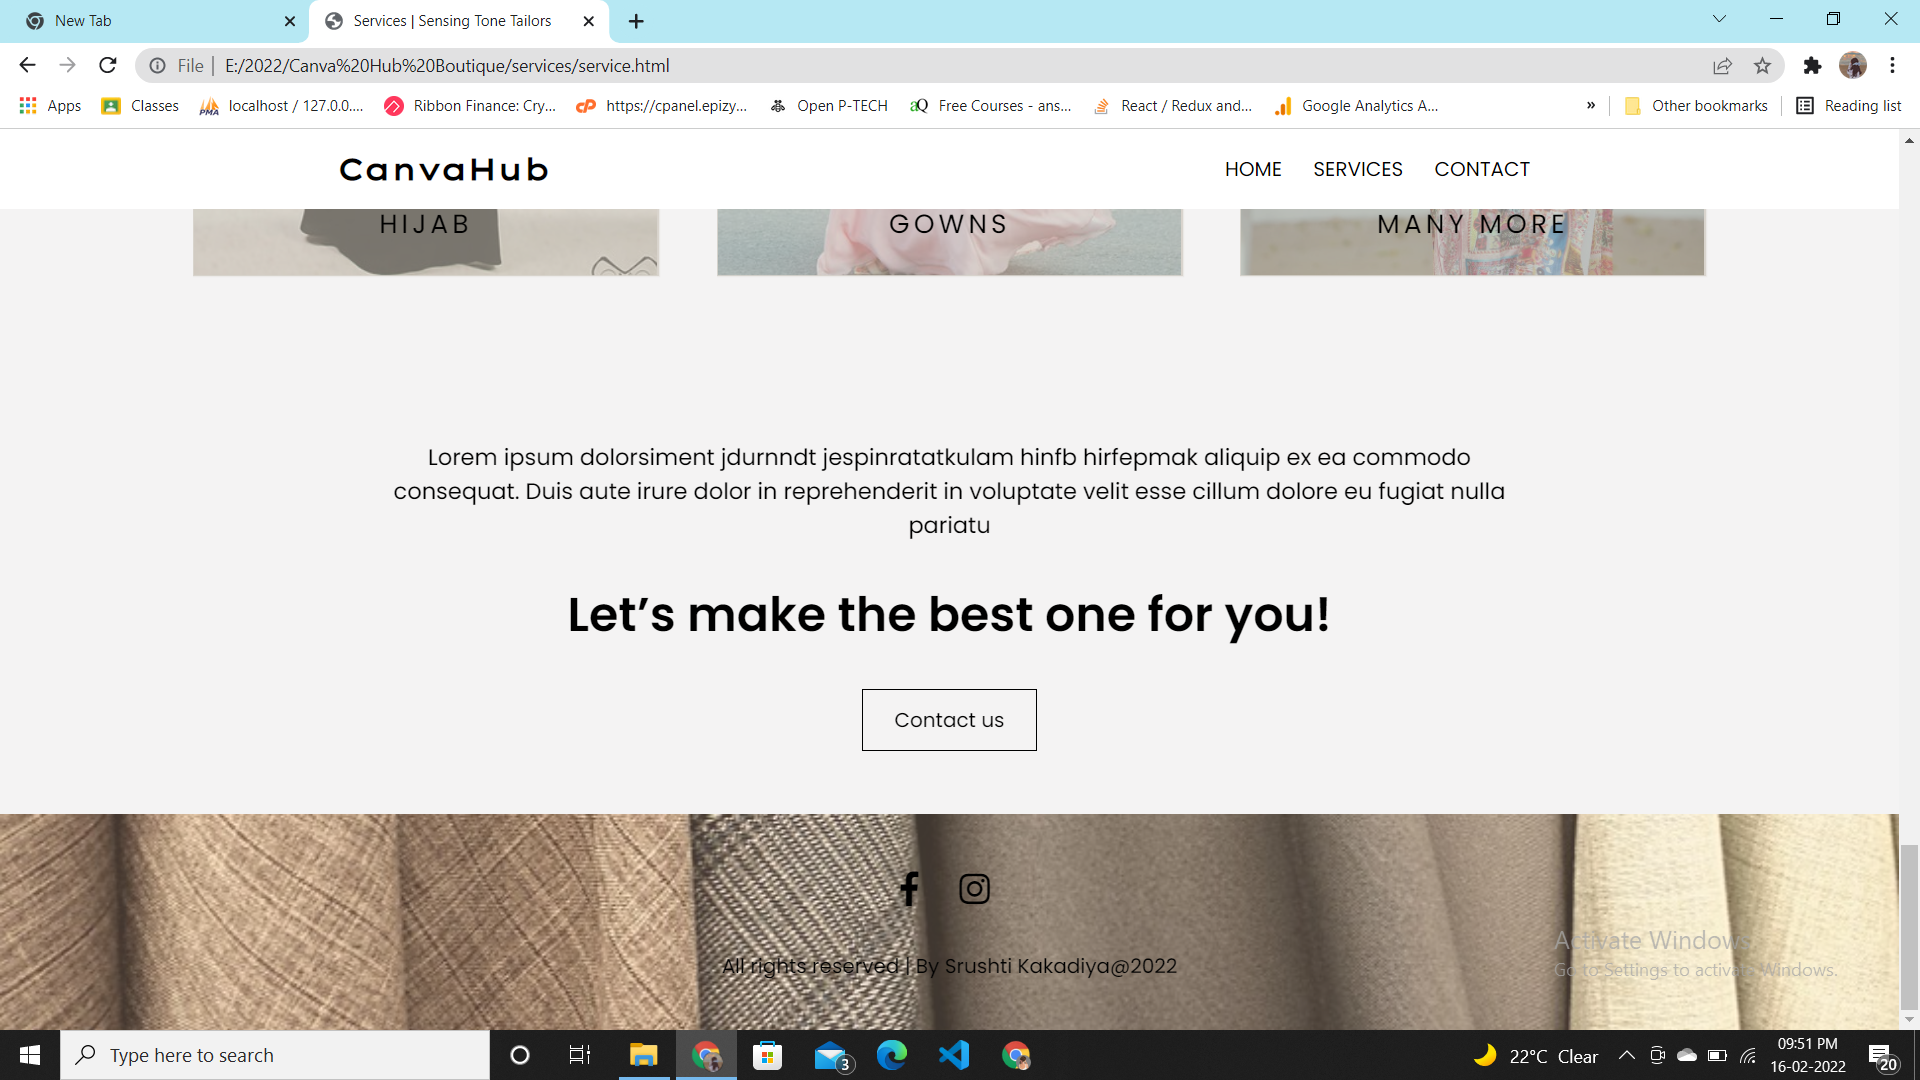 New Tab
Services | Sensing Tone Tailors
File | E:/2022/Canva%20Hub%20Boutique/services/service.html
Apps
Classes
localhost / 127.0.0....
Ribbon Finance: Cry...
https://cpanel.epizy...
Open P-TECH
Free Courses - ans...
React / Redux and...
Google Analytics A...
»
Other bookmarks
Reading list
CanvaHub
HOME SERVICES CONTACT
HIJAB
GOWNS
MANY MORE
Lorem ipsum dolorsiment jdurnndt jespinratatkulam hinfb hirfepmak aliquip ex ea commodo
consequat. Duis aute irure dolor in reprehenderit in voluptate velit esse cillum dolore eu fugiat nulla
pariatu
Let’s make the best one for you!
Contact us
All rights reserved | By Srushti Kakadiya@2022
Activate Windows
Go to Settings to activate Windows.
Type here to search
3
22°C Clear
09:51 PM
16-02-2022
20